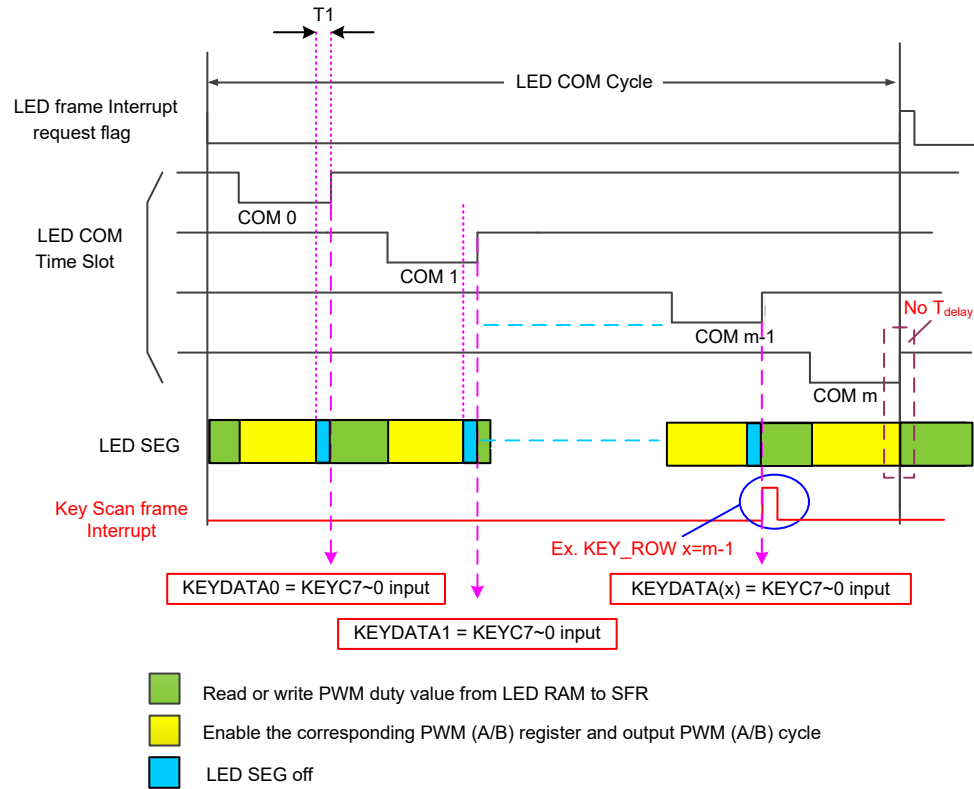 T1
LED COM Cycle
LED frame Interrupt
request flag
COM 0
LED COM
Time Slot
COM 1
COM m-1
No Tdelay
COM m
LED SEG
Key Scan frame
Interrupt
Ex. KEY_ROW x=m-1
KEYDATA0 = KEYC7~0 input
KEYDATA(x) = KEYC7~0 input
KEYDATA1 = KEYC7~0 input
Read or write PWM duty value from LED RAM to SFR
Enable the corresponding PWM (A/B) register and output PWM (A/B) cycle
LED SEG off